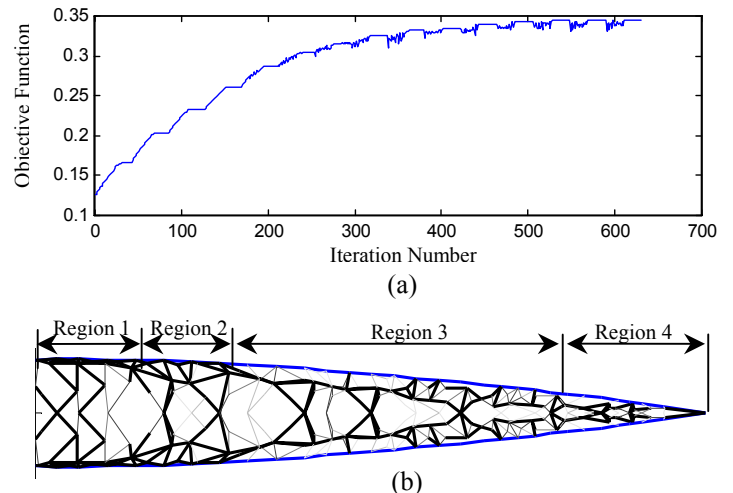 0.35
0.3
0.25
0.2
0.15
0.1
Objective Function
0 100 200 300 400 500 600 700
Iteration Number
(a)
Region 1 Region 2 Region 3 Region 4
(b)